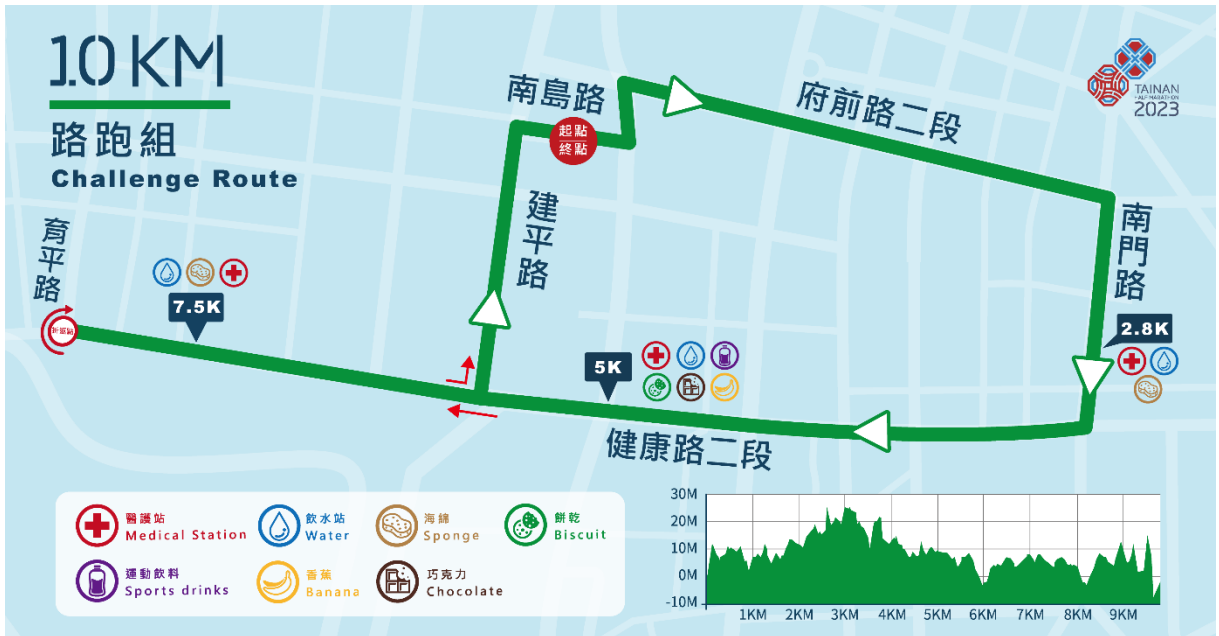 10 KM
路跑組
Challenge Route
TAINAN
HALF MARATHON
2023
南島路
起點
終點
府前路二段
南門路
建平路
育平路
折返點
7.5K
5K
2.8K
健康路二段
醫護站
Medical Station
飲水站
Water
海綿
Sponge
餅乾
Biscuit
運動飲料
Sports drinks
香蕉
Banana
巧克力
Chocolate
30M
20M
10M
0M
-10M
1KM 2KM 3KM 4KM 5KM 6KM 7KM 8KM 9KM